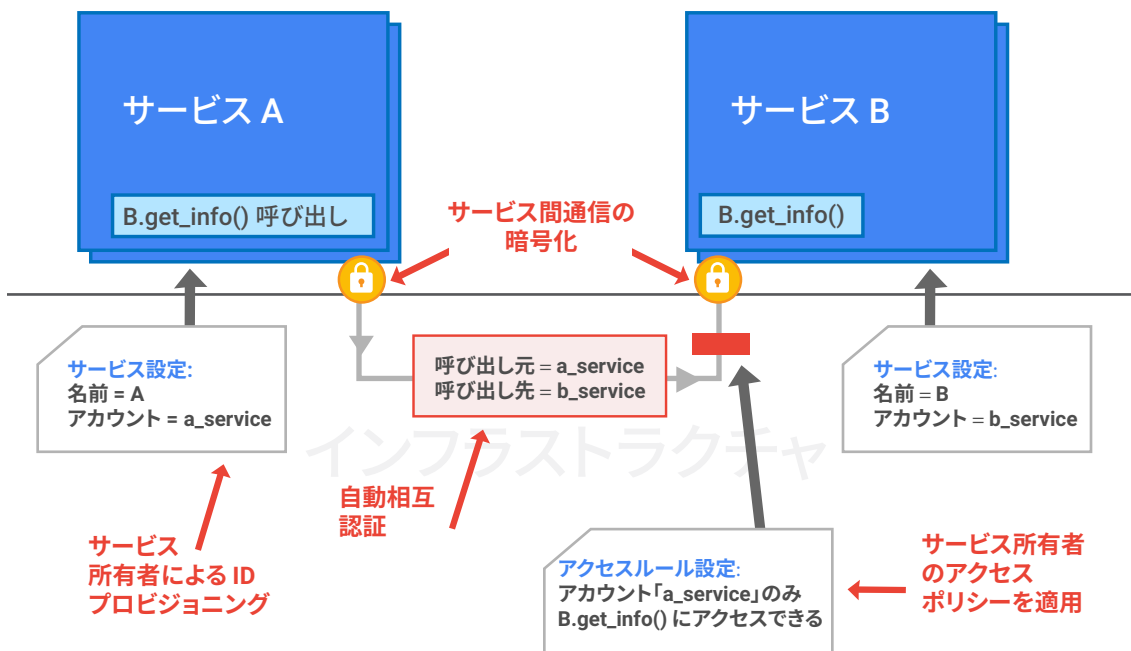 サービス A
サービス B
B.get_info() 呼び出し
B.get_info()
サービス間通信の
暗号化
サービス設定:
名前 = A
アカウント = a_service
呼び出し元 = a_service
呼び出し先 = b_service
サービス設定:
名前 = B
アカウント = b_service
インフラストラクチャ
自動相互
認証
サービス
所有者による ID
プロビジョニング
アクセスルール設定:
アカウント「a_service」のみ
B.get_info() にアクセスできる
サービス所有者
のアクセス
ポリシーを適用